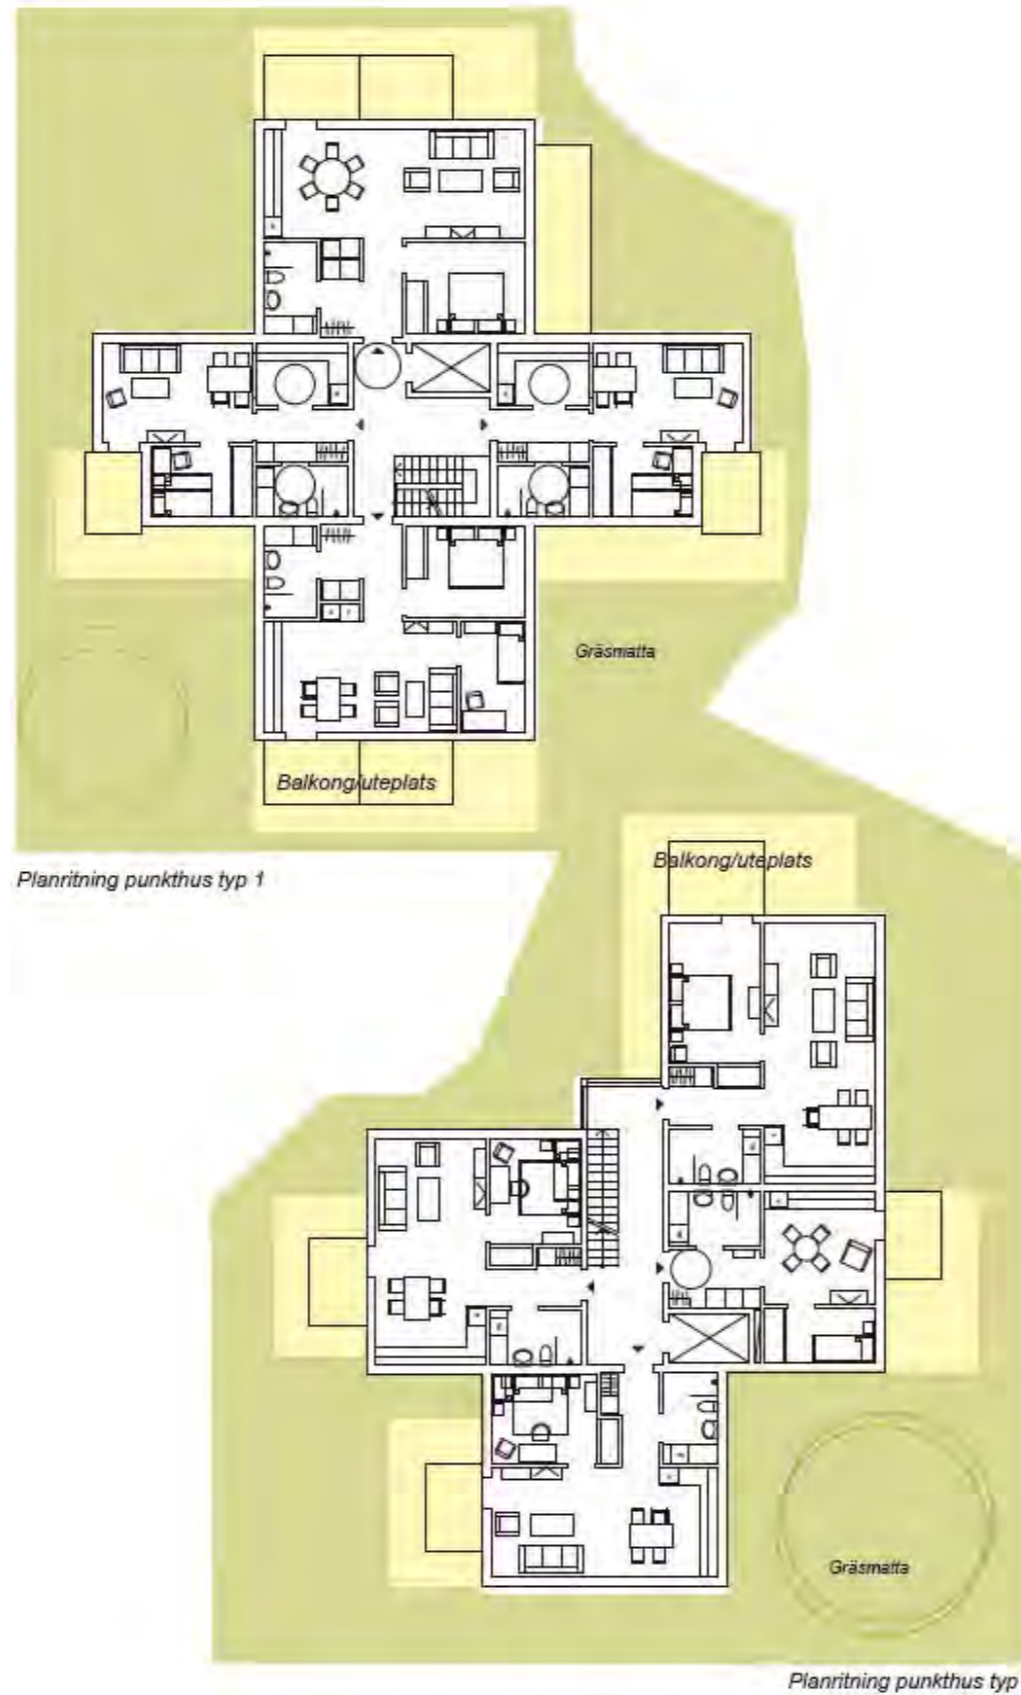 Gräsmatta
Balkong/uteplats
Planritning punkthus typ 1
Balkong/uteplats
Gräsmatta
Planritning punkthus typ